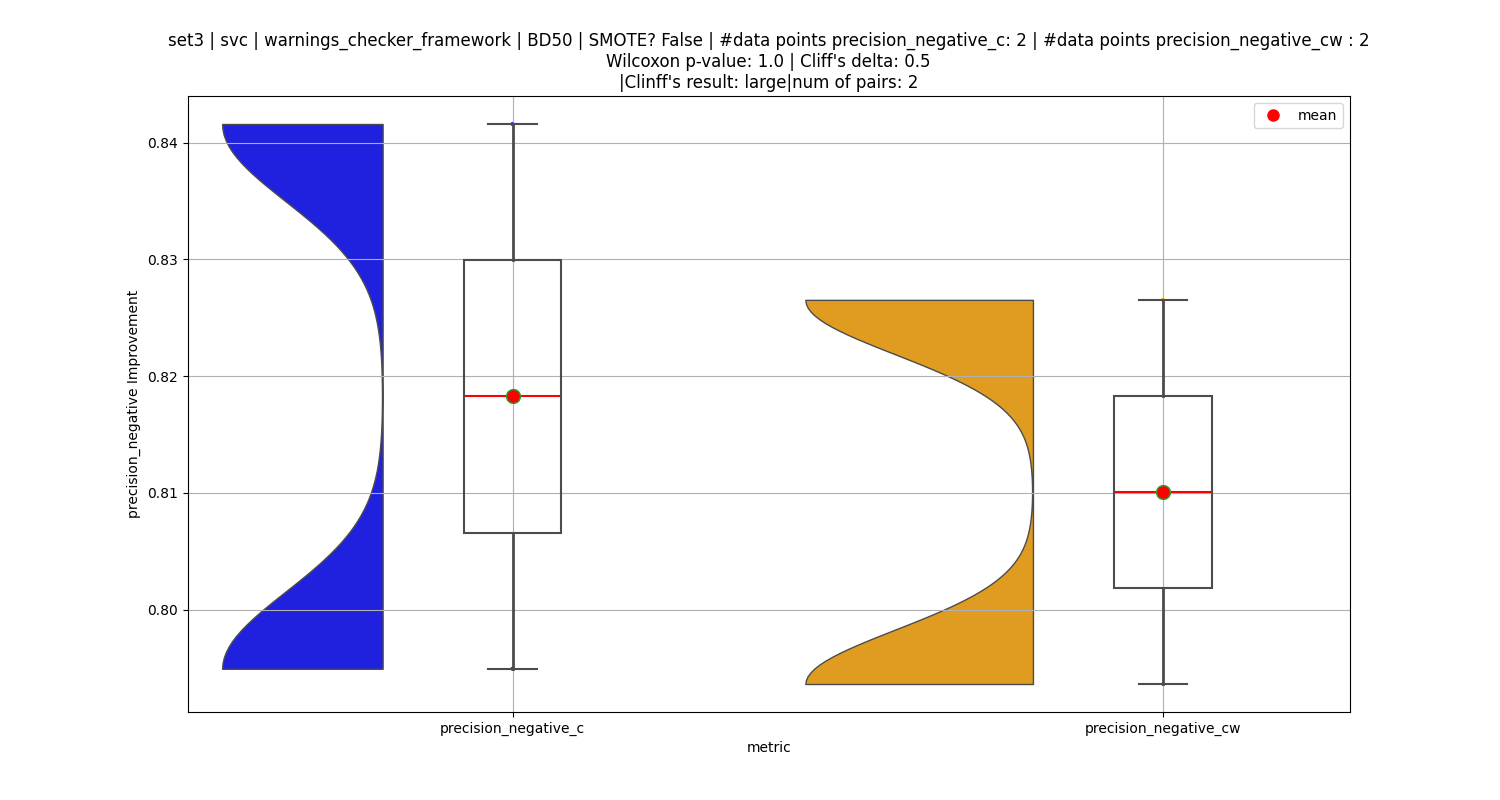 set3 | svc | warnings_checker_framework | BD50 | SMOTE? False | #data points precision_negative_c: 2 | #data points precision_negative_cw : 2
Wilcoxon p-value: 1.0 | Cliff's delta: 0.5
|Clinff's result: large|num of pairs: 2
mean
0.84
0.83
0.82
0.81
0.80
precision_negative Improvement
precision_negative_c
precision_negative_cw
metric